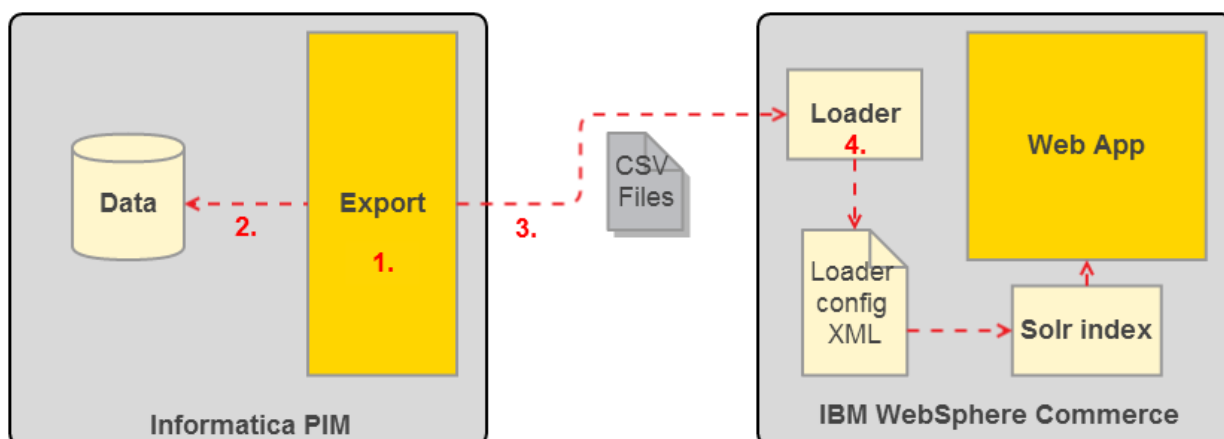 Data
2.
Export
1.
Informatica PIM
3.
CSV
Files
Loader
4.
Web App
Loader
config
XML
Solr index
IBM WebSphere Commerce